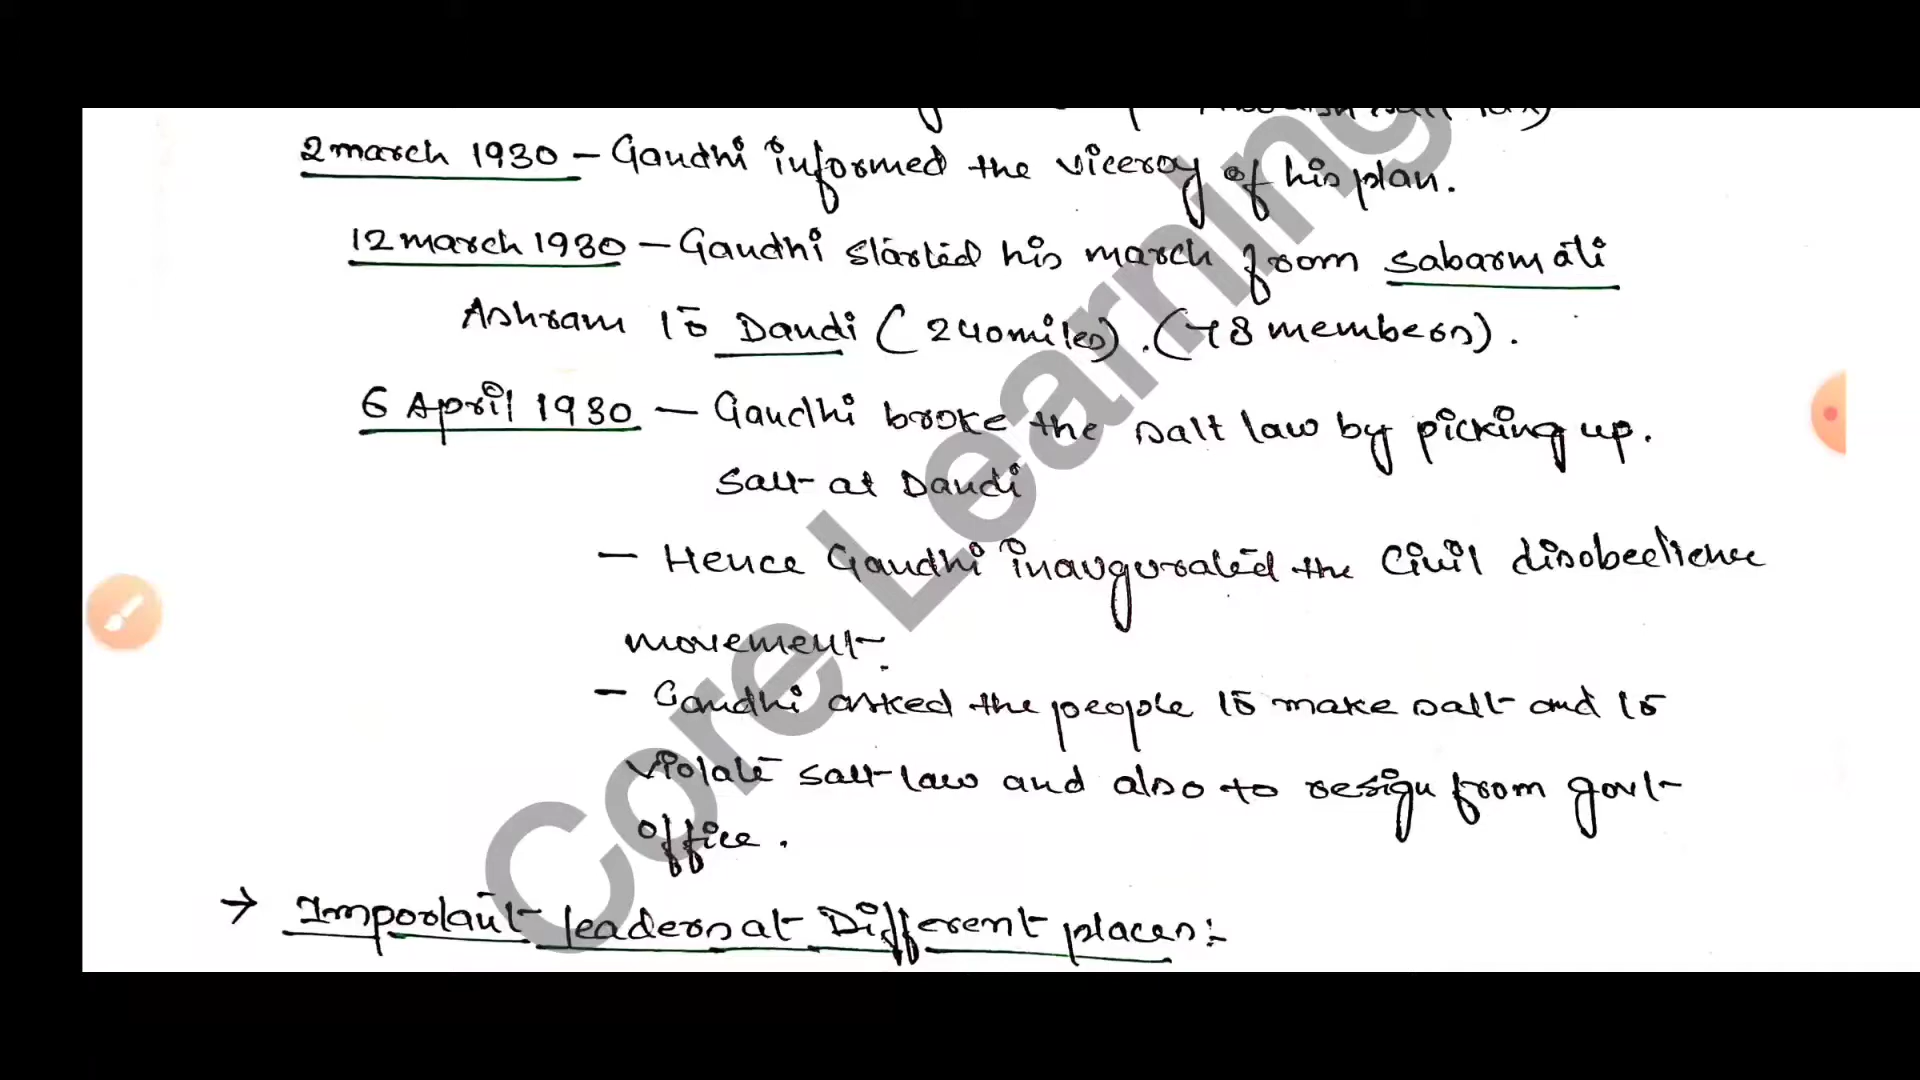 2 march 1930 - Gandhi informed the viceroy of his plan.
12 march 1930 - Gandhi started his march from sabarmati
Ashram to Dandi (240 miles). (78 members).
6 April 1930 - Gandhi broke the salt law by picking up.
Salt at Dandi
- Hence Gandhi inaugurated the Civil disobedience
movement.
- Gandhi asked the people to make salt and to
violate salt law and also to resign from govt
office.
→ Important leaders at Different places:-
Core Learning